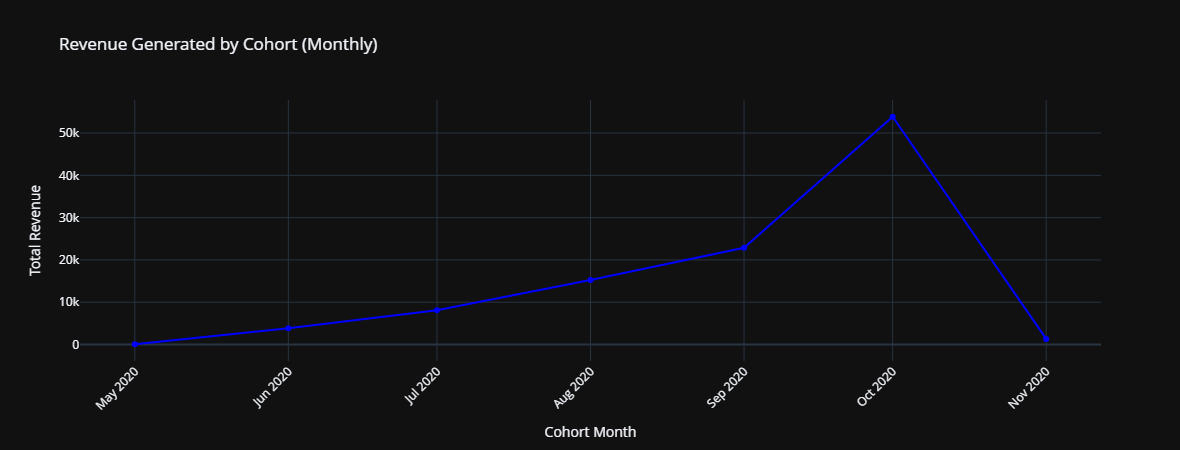 Revenue Generated by Cohort (Monthly)
Total Revenue
50k
40k
30k
20k
10k
0
May 2020
Jun 2020
Jul 2020
Aug 2020
Sep 2020
Oct 2020
Nov 2020
Cohort Month